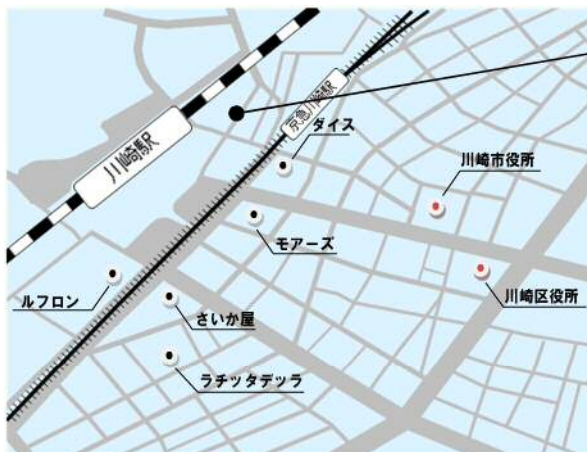 京急川崎駅
川崎駅
ダイス
川崎市役所
モアーズ
川崎区役所
ルフロン
さいか屋
ラチッタデッラ